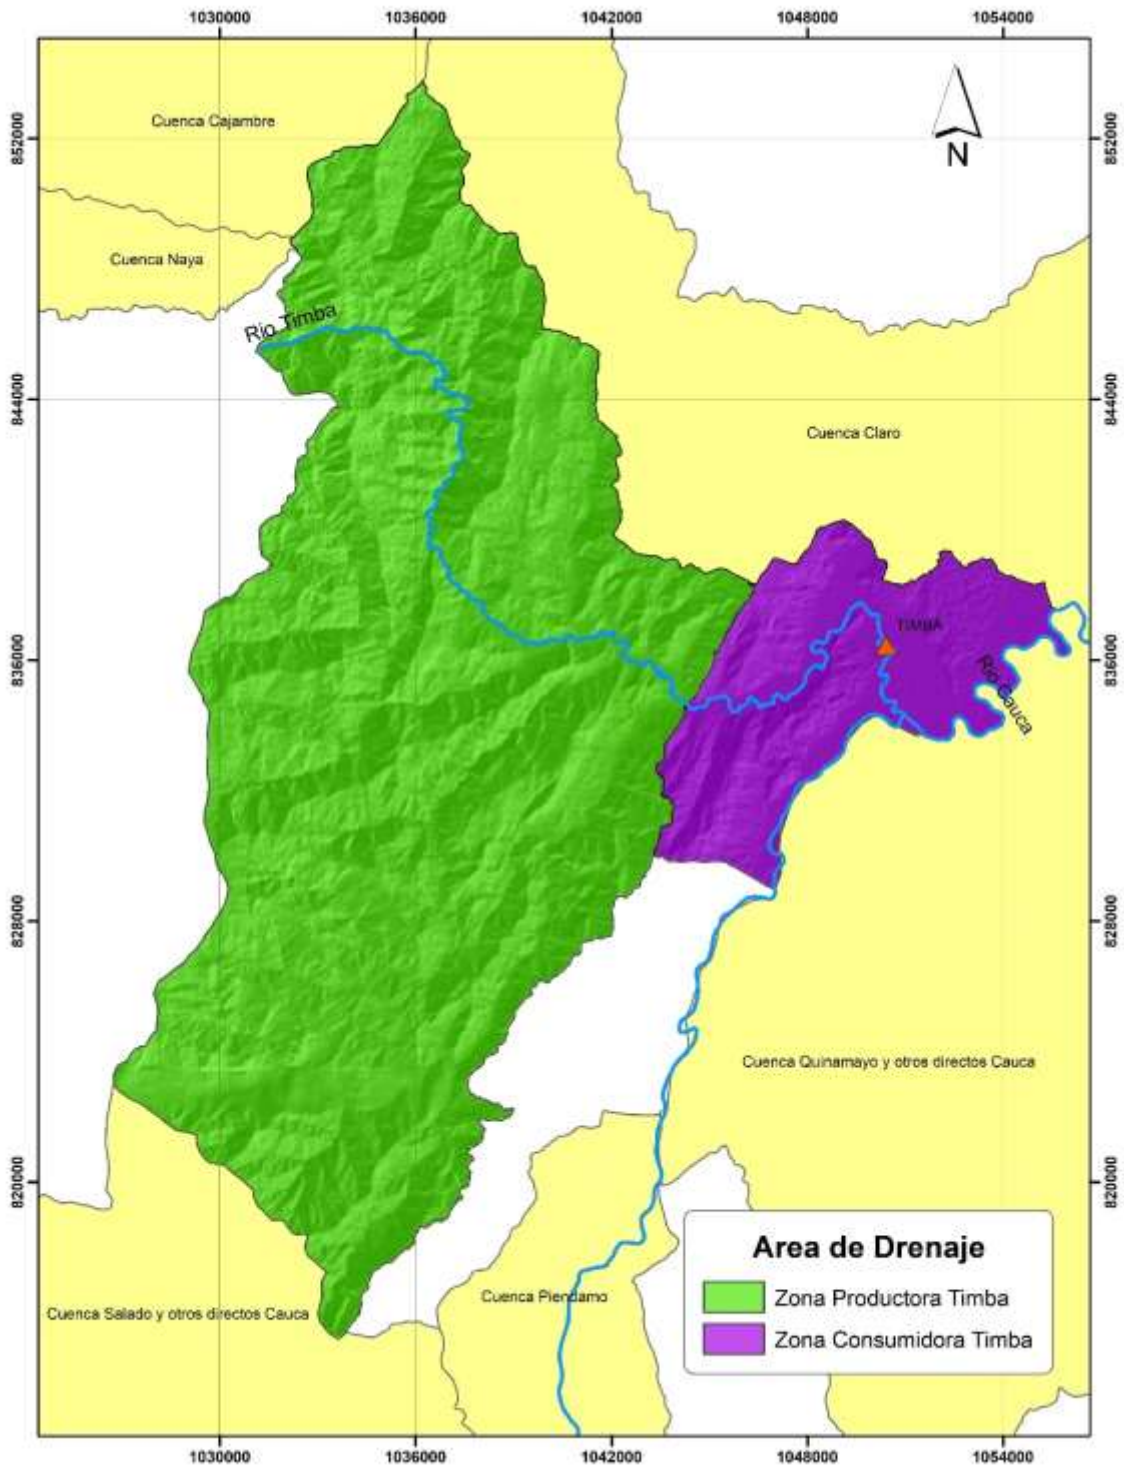 1030000
1036000
1042000
1048000
1054000
852000
852000
N
Cuenca Cajambre
Cuenca Naya
Río Timba
844000
844000
Cuenca Claro
TIMBA
836000
836000
Río Cauca
828000
828000
Cuenca Quinamayo y otros directos Cauca
820000
820000
Area de Drenaje
Zona Productora Timba
Zona Consumidora Timba
Cuenca Piendamo
Cuenca Salado y otros directos Cauca
1030000
1036000
1042000
1048000
1054000